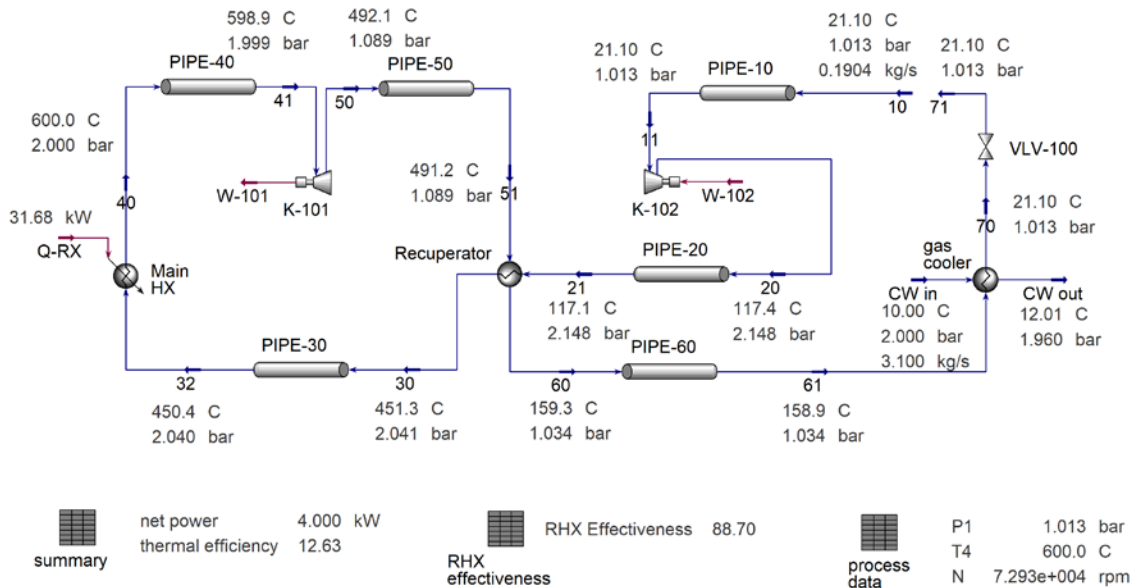 598.9 C
1.999 bar
PIPE-40
41
492.1 C
1.089 bar
PIPE-50
50
21.10 C
1.013 bar
PIPE-10
21.10 C
1.013 bar
0.1904 kg/s
21.10 C
1.013 bar
10
71
600.0 C
2.000 bar
40
W-101
K-101
491.2 C
1.089 bar
51
11
K-102
W-102
VLV-100
21.10 C
1.013 bar
70
31.68 kW
Q-RX
Main
HX
Recuperator
PIPE-20
21
20
117.1 C
2.148 bar
117.4 C
2.148 bar
gas
cooler
CW in
10.00 C
2.000 bar
3.100 kg/s
CW out
12.01 C
1.960 bar
PIPE-30
32
30
450.4 C
2.040 bar
451.3 C
2.041 bar
PIPE-60
60
61
159.3 C
1.034 bar
158.9 C
1.034 bar
summary
net power 4.000 kW
thermal efficiency 12.63
RHX
effectiveness
RHX Effectiveness 88.70
process
data
P1 1.013 bar
T4 600.0 C
N 7.293e+004 rpm